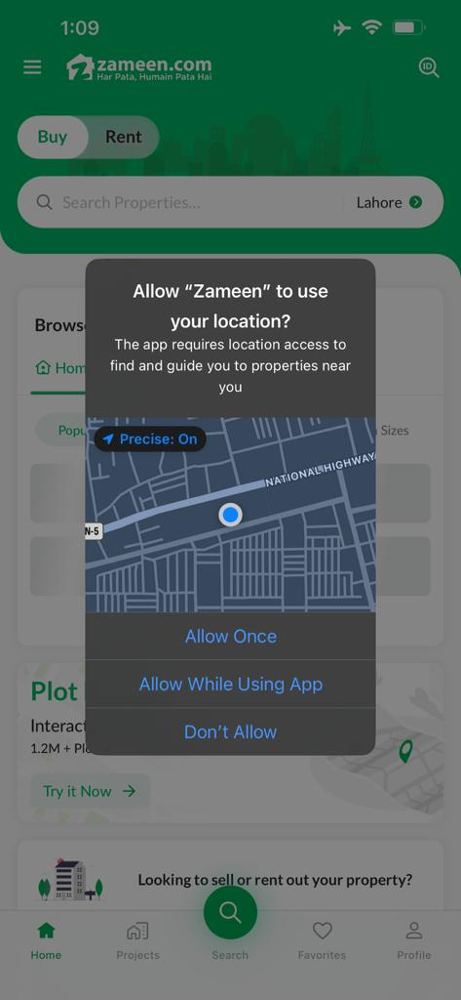 1:09
zameen.com
Har Pata, Humain Pata Hai
ID
Buy
Rent
Search Properties...
Lahore
Allow “Zameen” to use
your location?
The app requires location access to
find and guide you to properties near
you
Brows
Hom
Popu
Sizes
Precise: On
NATIONAL HIGHWAY
N-5
Allow Once
Allow While Using App
Don’t Allow
Plot
Interact
1.2M + Plo
Try it Now
Looking to sell or rent out your property?
Home
Projects
Search
Favorites
Profile